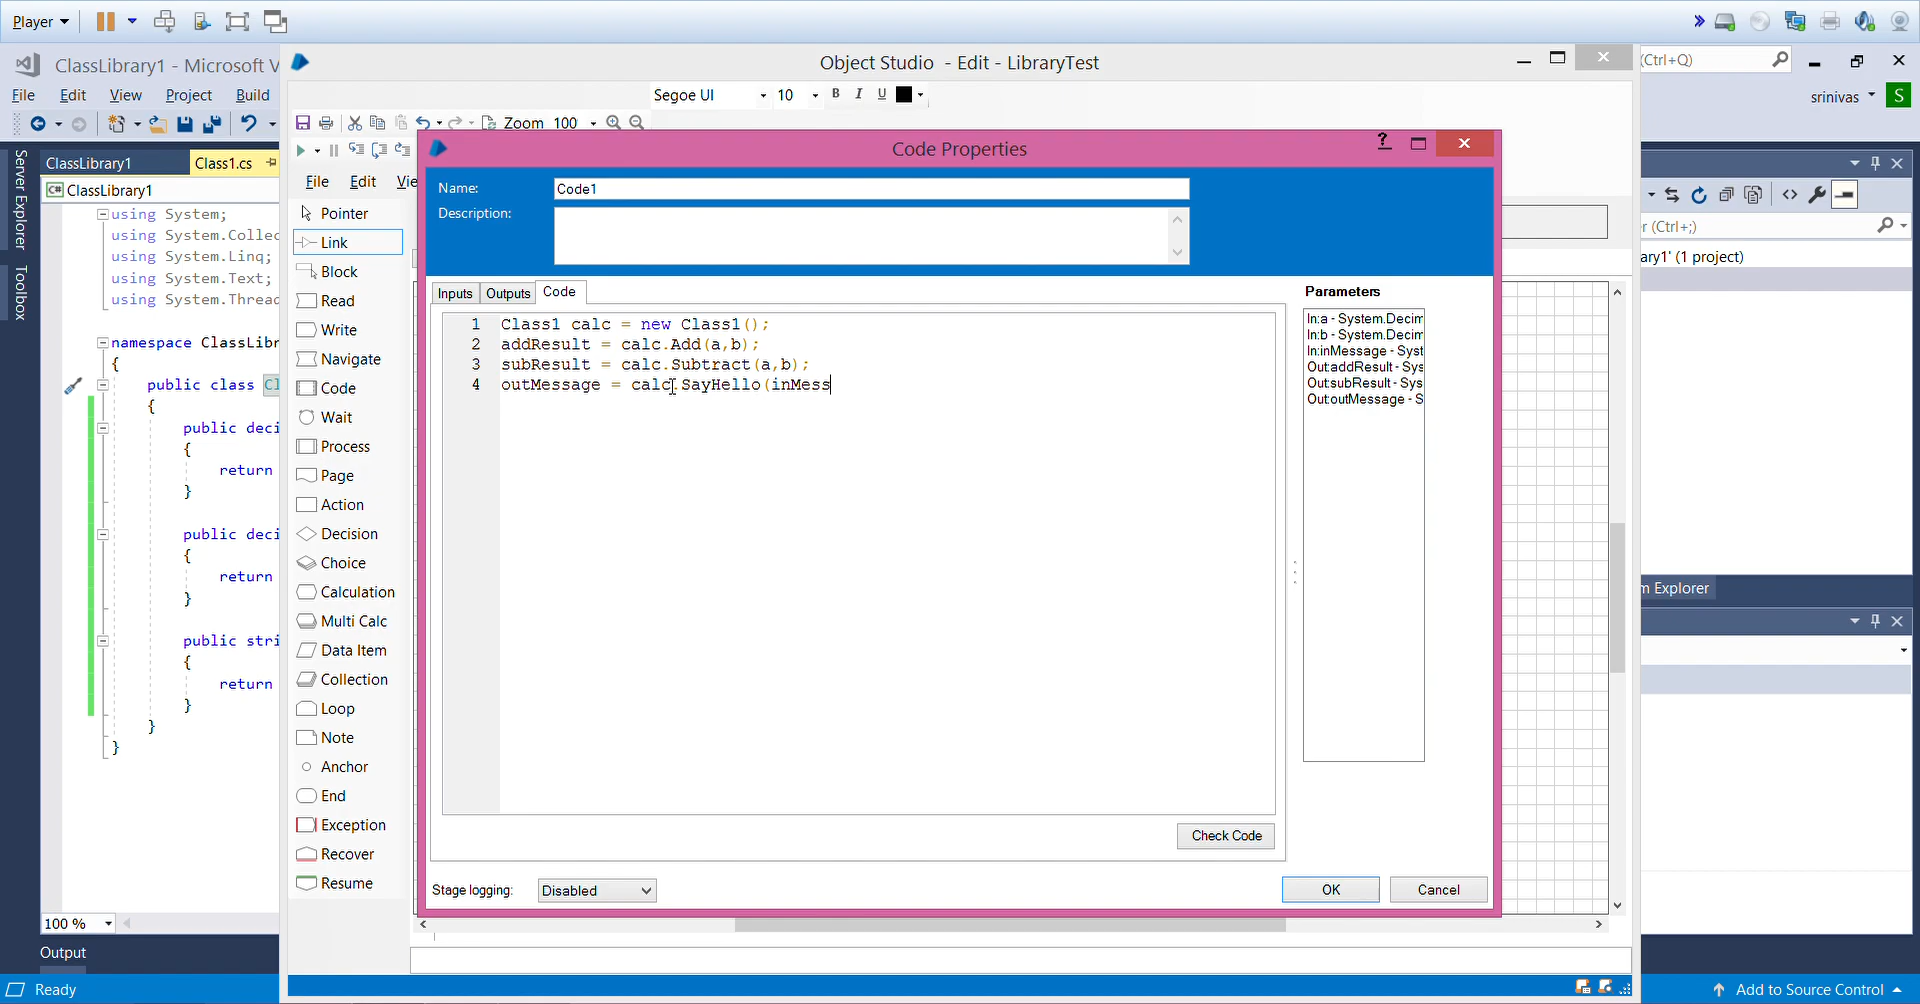 Player
ClassLibrary1 - Microsoft V
File Edit View Project Build
Server Explorer
Toolbox
ClassLibrary1 Class1.cs
C# ClassLibrary1
using System;
using System.Collec
using System.Linq;
using System.Text;
using System.Threa
namespace ClassLibr
{
public class Cl
{
public deci
{
return
}
public deci
{
return
}
public stri
{
return
}
}
}
100 %
Output
Ready
Object Studio - Edit - LibraryTest
Segoe UI 10 B I U
Zoom 100
File Edit Vie
Pointer
Link
Block
Read
Write
Navigate
Code
Wait
Process
Page
Action
Decision
Choice
Calculation
Multi Calc
Data Item
Collection
Loop
Note
Anchor
End
Exception
Recover
Resume
Code Properties
?
Name: Code1
Description:
Inputs Outputs Code
1 Class1 calc = new Class1();
2 addResult = calc.Add(a,b);
3 subResult = calc.Subtract(a,b);
4 outMessage = calc.SayHello(inMess
Parameters
In:a - System.Decim
In:b - System.Decim
In:inMessage - Syst
Out:addResult - Sys
Out:subResult - Sys
Out:outMessage - S
Check Code
Stage logging: Disabled
OK Cancel
(Ctrl+Q)
srinivas S
r (Ctrl+;)
ary1' (1 project)
m Explorer
Add to Source Control